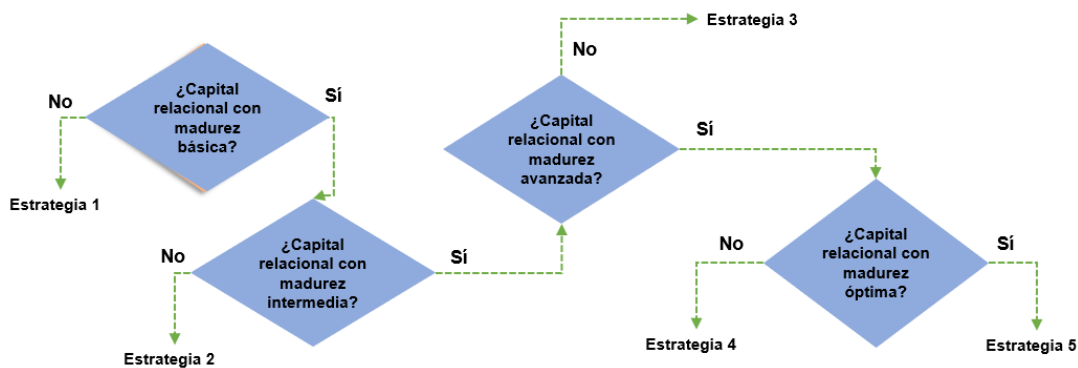 ¿Capital
relacional con
madurez
básica?
No
Sí
Estrategia 1
¿Capital
relacional con
madurez
intermedia?
No
Sí
Estrategia 2
¿Capital
relacional con
madurez
avanzada?
No
Estrategia 3
Sí
¿Capital
relacional con
madurez
óptima?
No
Sí
Estrategia 4
Estrategia 5